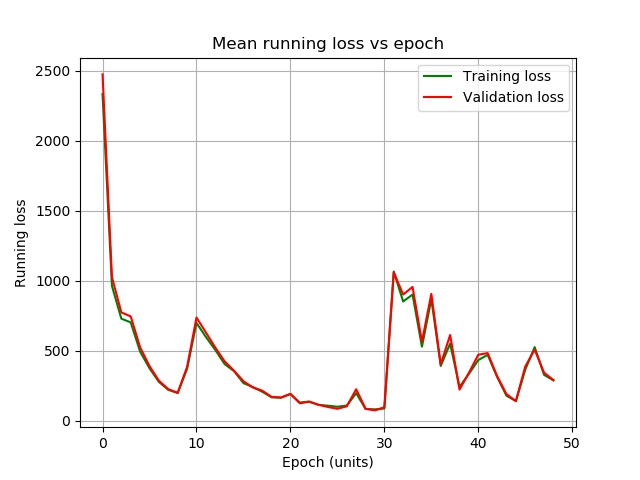 Mean running loss vs epoch
Training loss
Validation loss
Running loss
2500
2000
1500
1000
500
0
0 10 20 30 40 50
Epoch (units)